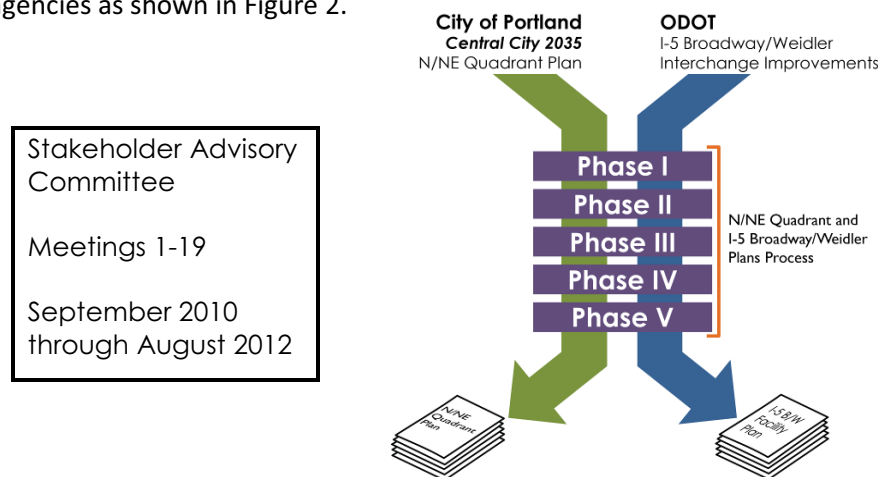 gencies as shown in Figure 2.
Stakeholder Advisory
Committee
Meetings 1-19
September 2010
through August 2012
City of Portland
Central City 2035
N/NE Quadrant Plan
ODOT
I-5 Broadway/Weidler
Interchange Improvements
Phase I
Phase II
Phase III
Phase IV
Phase V
N/NE Quadrant and
I-5 Broadway/Weidler
Plans Process
N/NE
Quadrant
Plan
I-5 B/W
Facility
Plan